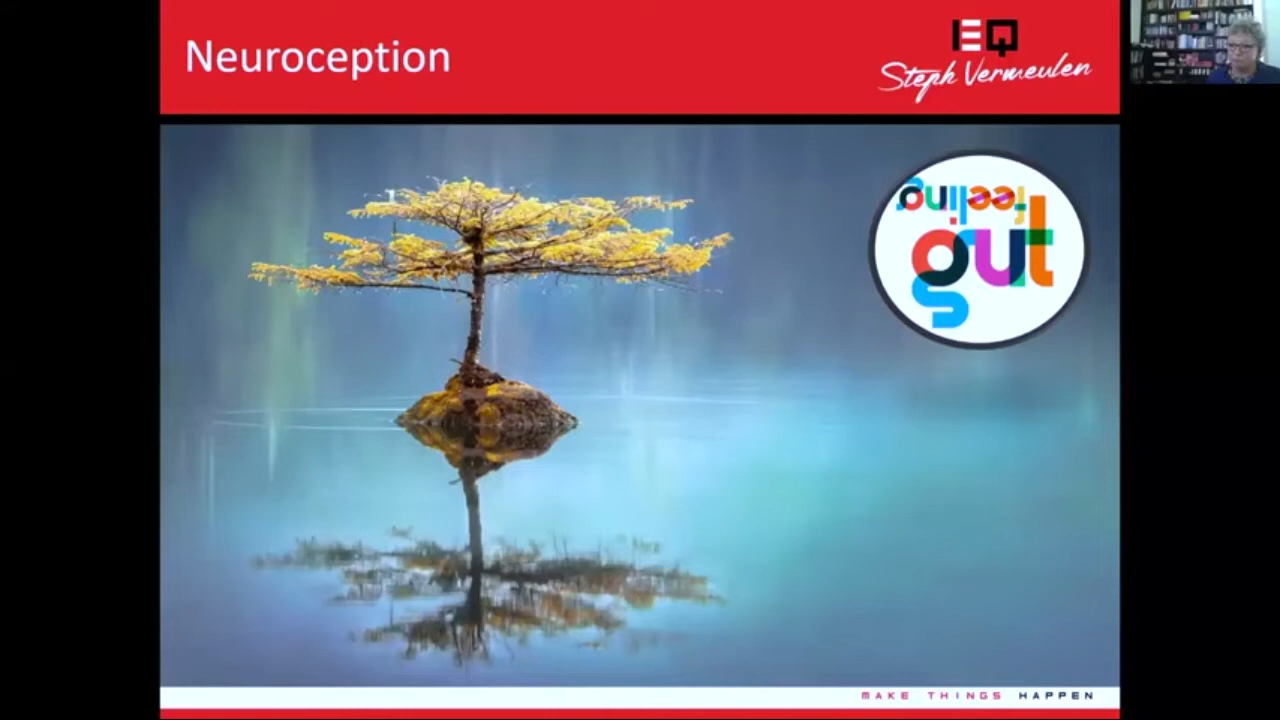 Neuroception
EQ
Steph Vermeulen
feeling
gut
MAKE THINGS HAPPEN